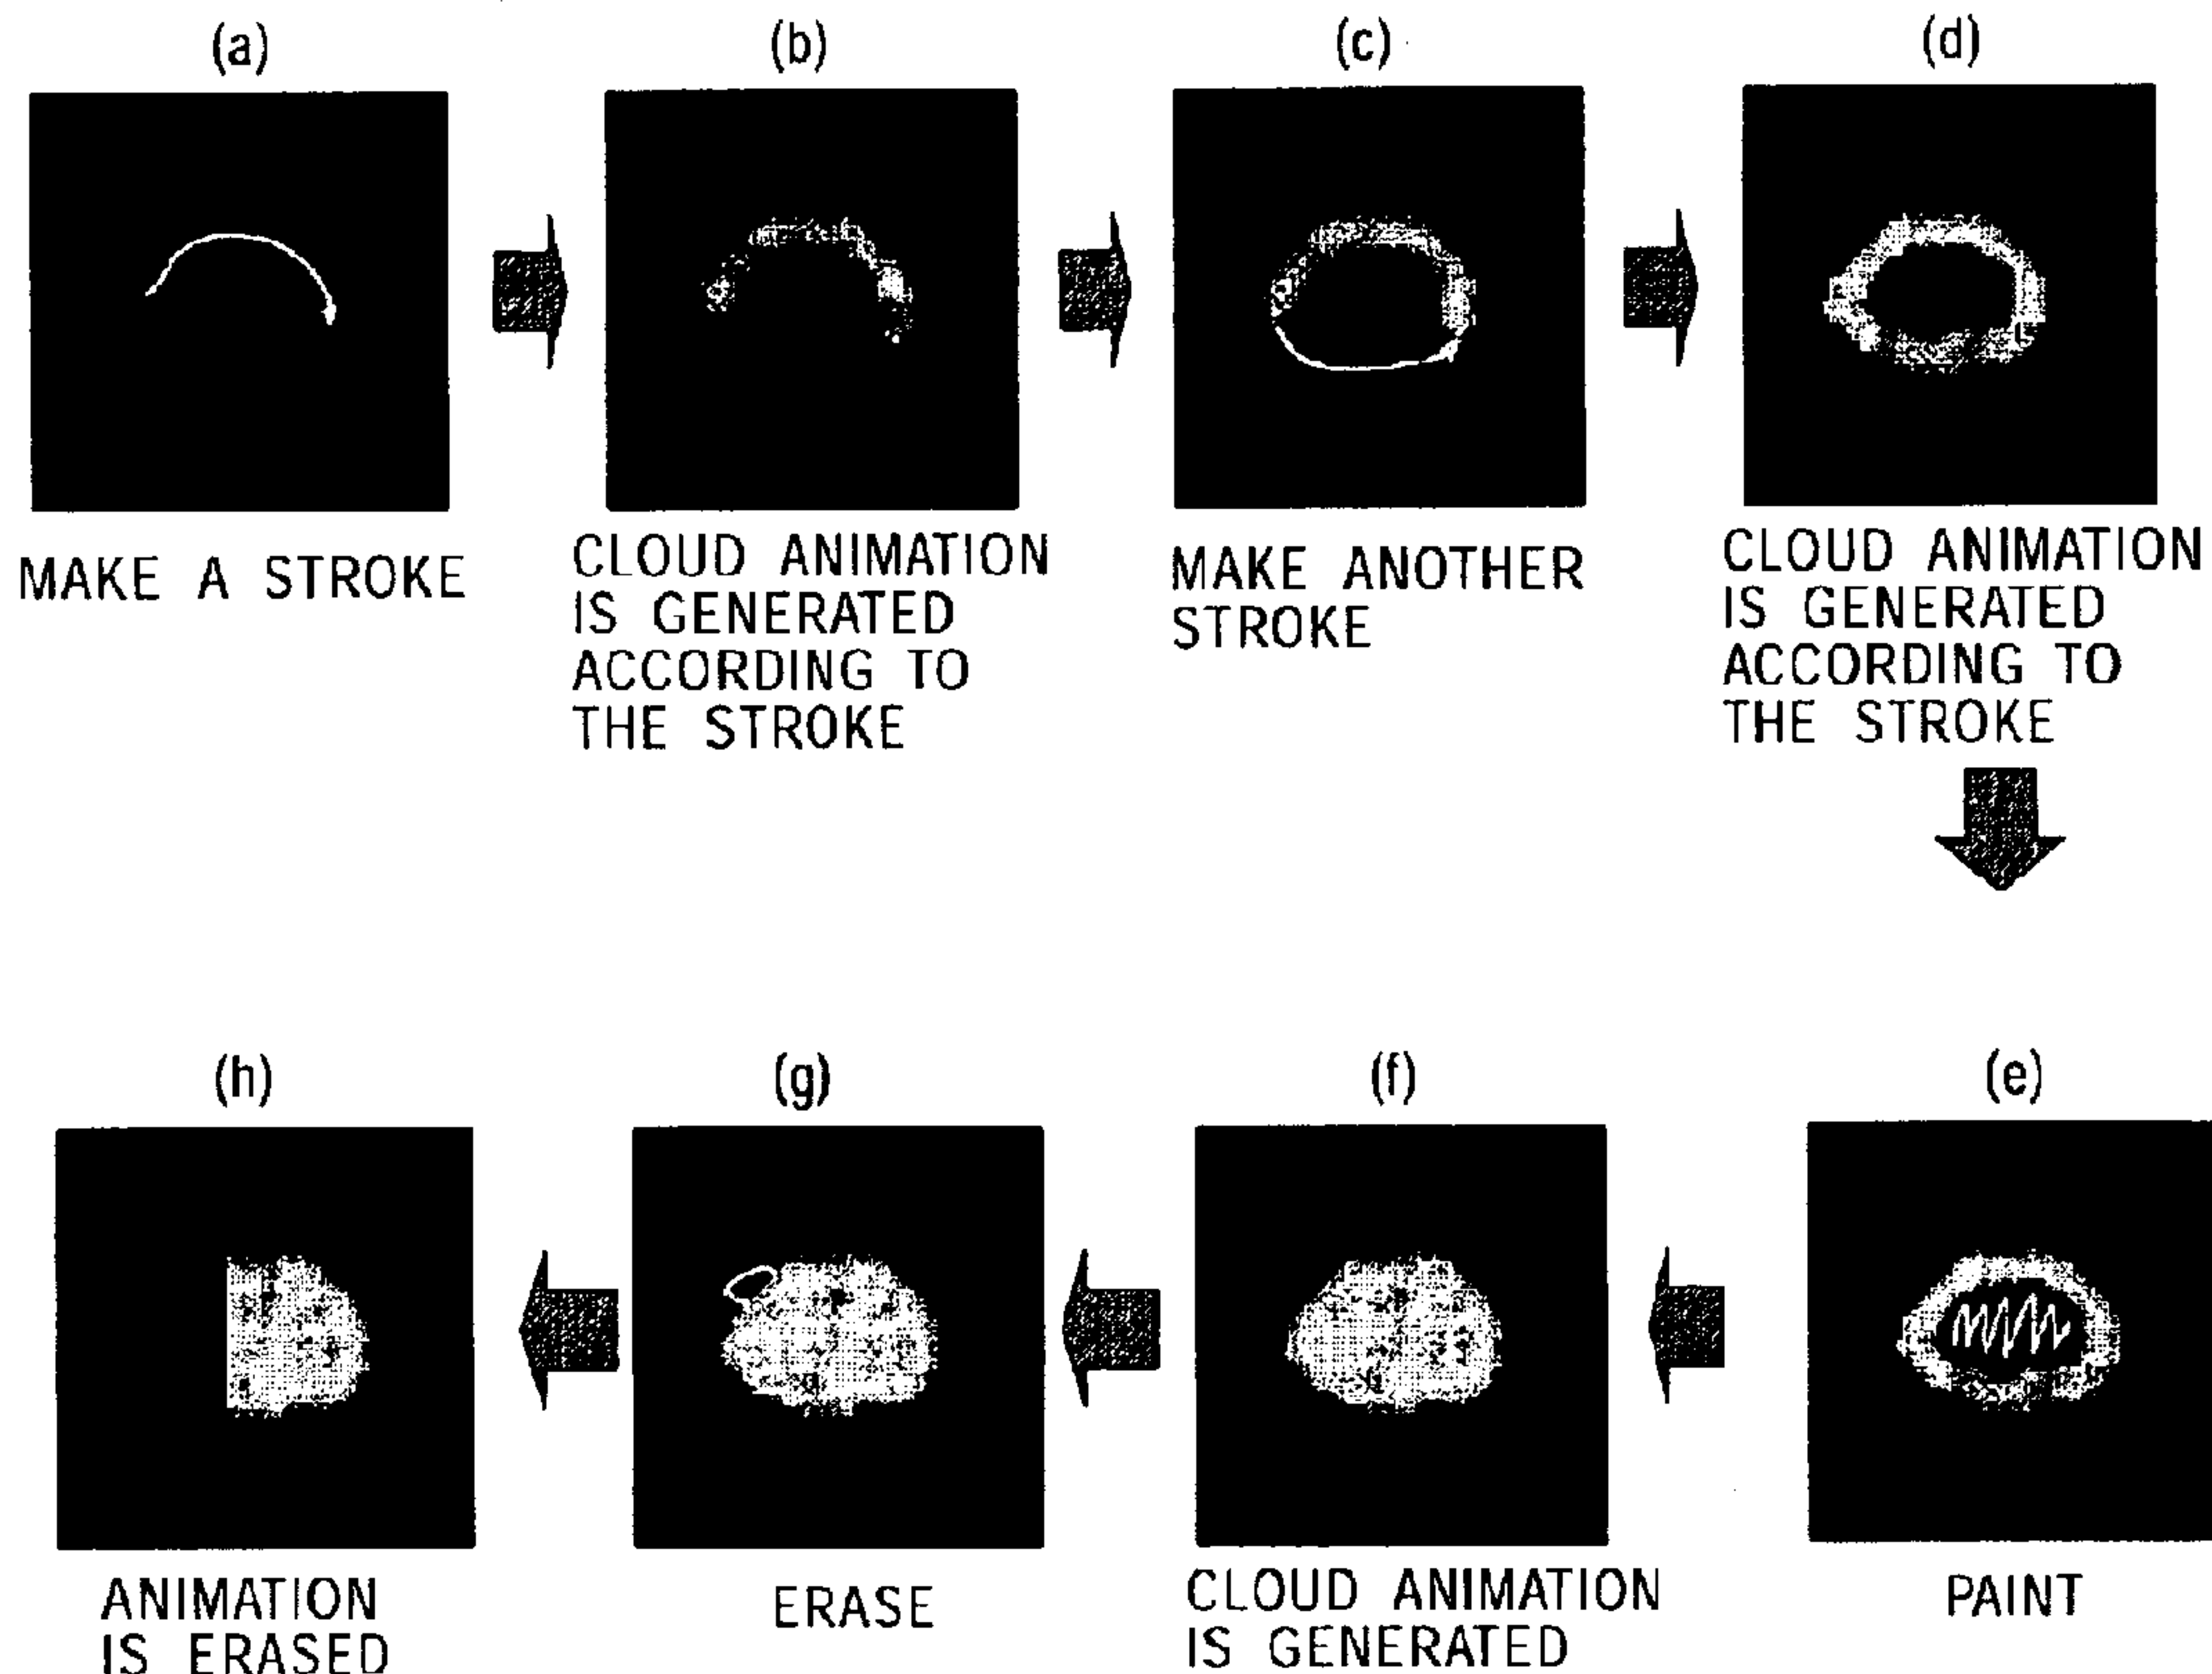 (a)
(b)
(c)
(d)
MAKE A STROKE
CLOUD ANIMATION
IS GENERATED
ACCORDING TO
THE STROKE
MAKE ANOTHER
STROKE
CLOUD ANIMATION
IS GENERATED
ACCORDING TO
THE STROKE
(h)
(g)
(f)
(e)
ANIMATION
IS ERASED
ERASE
CLOUD ANIMATION
IS GENERATED
PAINT